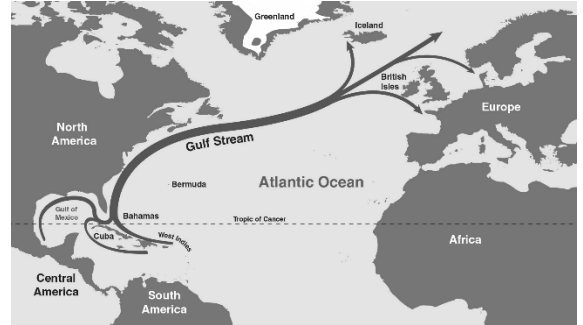 Greenland
Iceland
British
Isles
Europe
North
America
Gulf Stream
Bermuda
Atlantic Ocean
Gulf of
Mexico
Bahamas
Tropic of Cancer
Cuba
West Indies
Africa
Central
America
South
America